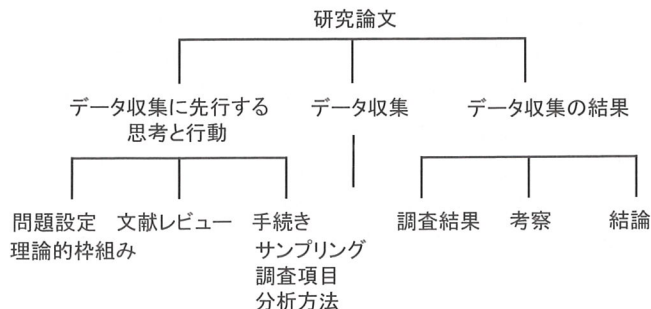 研究論文
データ収集に先行する
思考と行動
データ収集
データ収集の結果
問題設定
理論的枠組み
文献レビュー
手続き
サンプリング
調査項目
分析方法
調査結果
考察
結論